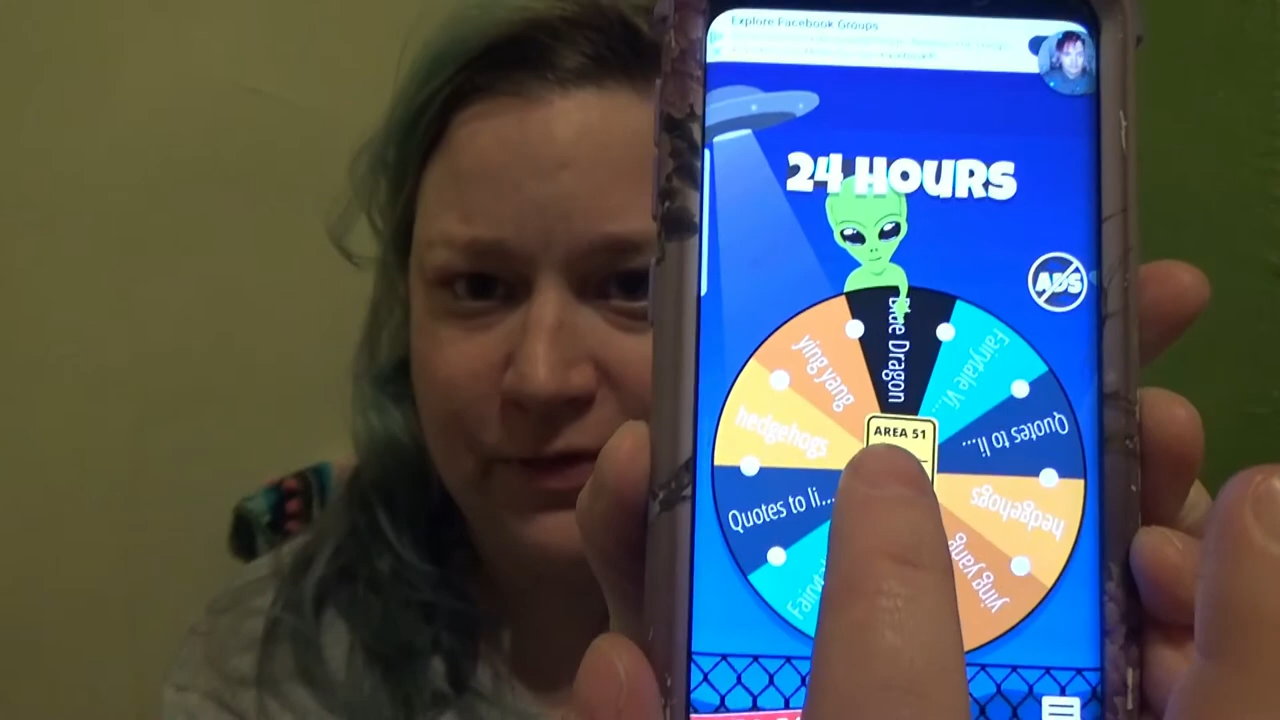 Explore Facebook Groups
24 HOURS
ADS
Blue Dragon
Fairytale Vi...
ying yang
hedgehogs
Quotes to li...
AREA 51
Quotes to li...
hedgehogs
ying yang